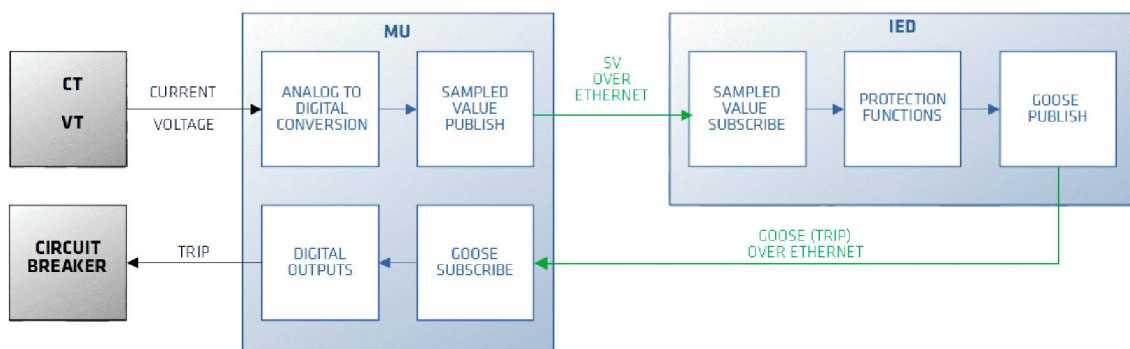 MU
IED
CT
VT
CURRENT
VOLTAGE
ANALOG TO
DIGITAL
CONVERSION
SAMPLED
VALUE
PUBLISH
SV
OVER
ETHERNET
SAMPLED
VALUE
SUBSCRIBE
PROTECTION
FUNCTIONS
GOOSE
PUBLISH
CIRCUIT
BREAKER
TRIP
DIGITAL
OUTPUTS
GOOSE
SUBSCRIBE
GOOSE (TRIP)
OVER ETHERNET